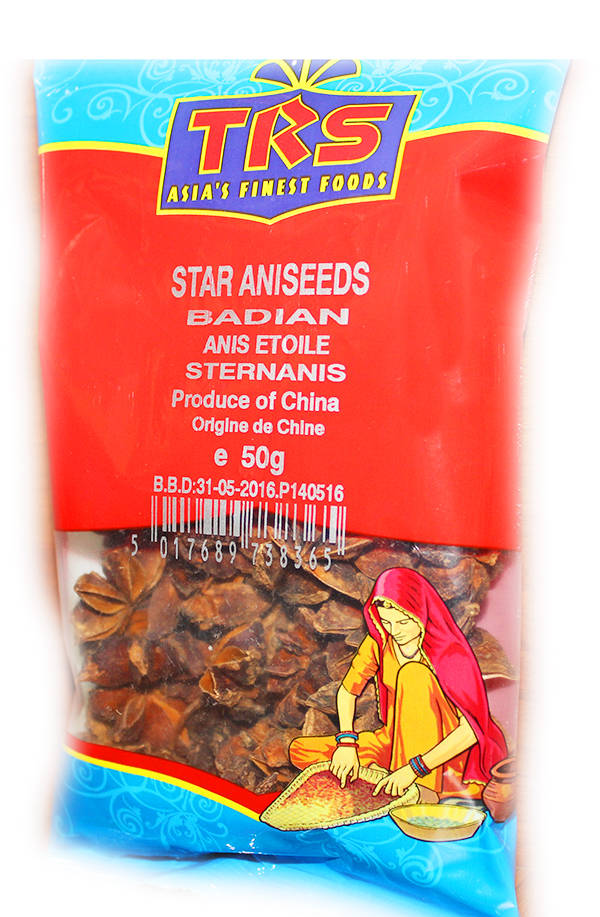 TRS
ASIA'S FINEST FOODS
STAR ANISEEDS
BADIAN
ANIS ETOILE
STERNANIS
Produce of China
Origine de Chine
e 50g
B.B.D:31-05-2016.P140516
5 017689 738365